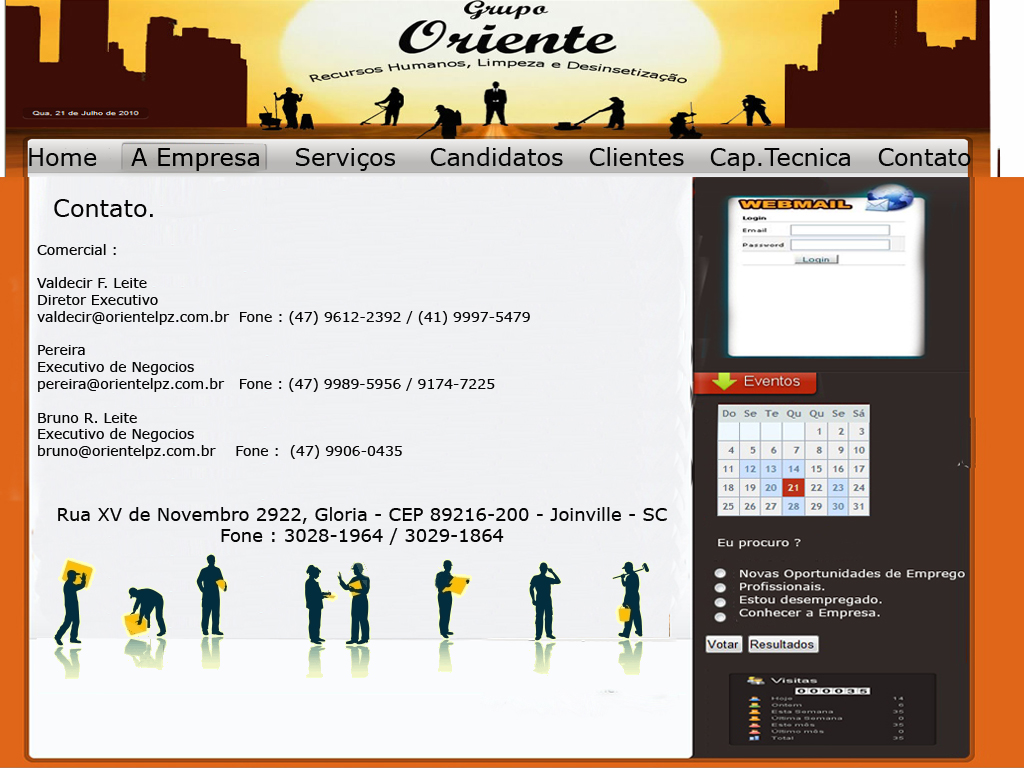 Grupo
Oriente
Recursos Humanos, Limpeza e Desinsetização
Qua, 21 de Julho de 2010
Home A Empresa Serviços Candidatos Clientes Cap.Tecnica Contato
Contato.
Comercial :
Valdecir F. Leite
Diretor Executivo
valdecir@orientelpz.com.br Fone : (47) 9612-2392 / (41) 9997-5479
Pereira
Executivo de Negocios
pereira@orientelpz.com.br Fone : (47) 9989-5956 / 9174-7225
Bruno R. Leite
Executivo de Negocios
bruno@orientelpz.com.br Fone : (47) 9906-0435
Rua XV de Novembro 2922, Gloria - CEP 89216-200 - Joinville - SC
Fone : 3028-1964 / 3029-1864
WEBMAIL
Login
Email
Password
Login
Eventos
Do Se Te Qu Qu Se Sá
1 2 3
4 5 6 7 8 9 10
11 12 13 14 15 16 17
18 19 20 21 22 23 24
25 26 27 28 29 30 31
Eu procuro ?
Novas Oportunidades de Emprego
Profissionais.
Estou desempregado.
Conhecer a Empresa.
Votar Resultados
Visitas
000035
Hoje 14
Ontem 6
Esta Semana 35
Última Semana 0
Este mês 35
Último mês 0
Total 35